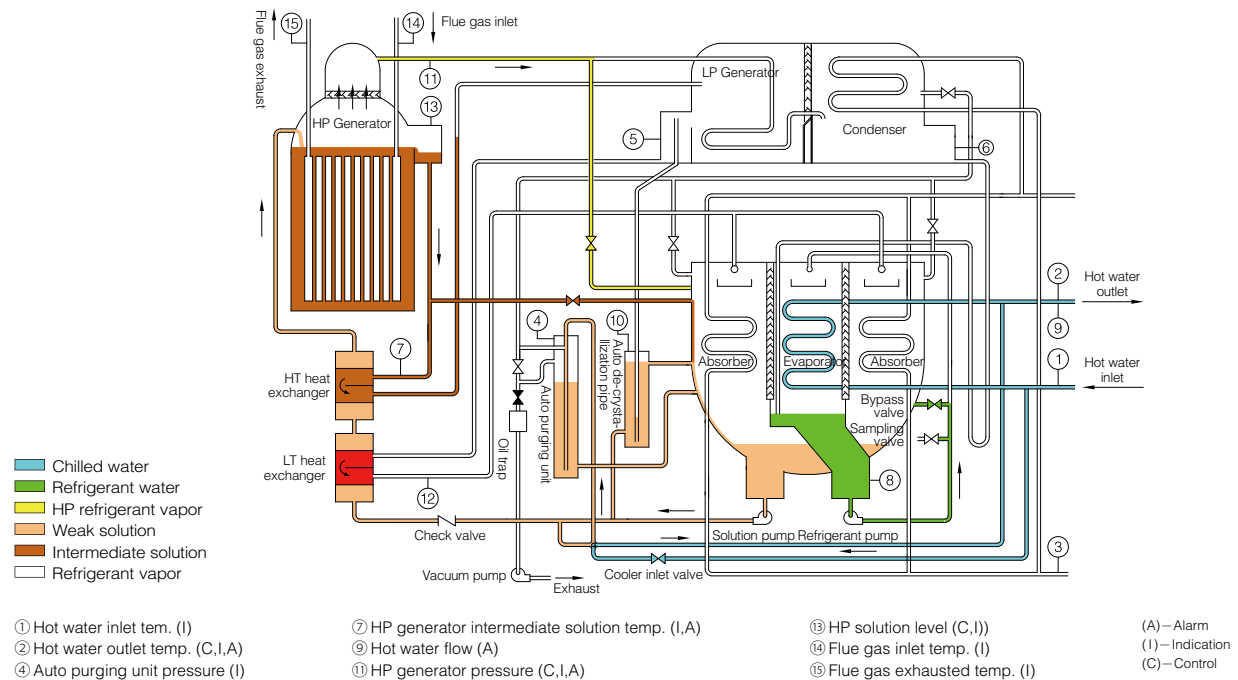 15
14
Flue gas exhaust
Flue gas inlet
11
13
HP Generator
LP Generator
Condenser
5
6
2
Hot water
outlet
9
1
Hot water
inlet
4
10
7
Auto de-crysta-
llization pipe
Auto purging unit
Oil trap
Absorber
Evaporator
Absorber
Bypass
valve
Sampling
valve
HT heat
exchanger
LT heat
exchanger
12
8
Check valve
Solution pump
Refrigerant pump
3
Vacuum pump
Exhaust
Cooler inlet valve
Chilled water
Refrigerant water
HP refrigerant vapor
Weak solution
Intermediate solution
Refrigerant vapor
① Hot water inlet tem. (I)
② Hot water outlet temp. (C,I,A)
④ Auto purging unit pressure (I)
⑦ HP generator intermediate solution temp. (I,A)
⑨ Hot water flow (A)
⑪ HP generator pressure (C,I,A)
⑬ HP solution level (C,I))
⑭ Flue gas inlet temp. (I)
⑮ Flue gas exhausted temp. (I)
(A)–Alarm
(I)–Indication
(C)–Control